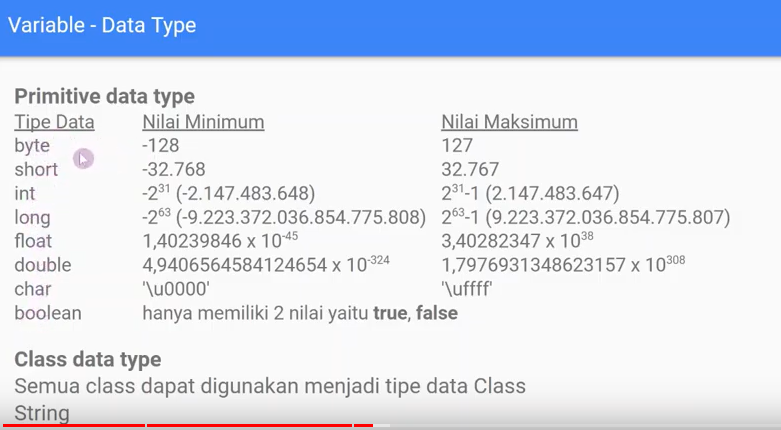 Variable - Data Type
Primitive data type
Tipe Data Nilai Minimum Nilai Maksimum
byte -128 127
short -32.768 32.767
int -2³¹ (-2.147.483.648) 2³¹-1 (2.147.483.647)
long -2⁶³ (-9.223.372.036.854.775.808) 2⁶³-1 (9.223.372.036.854.775.807)
float 1,40239846 x 10⁻⁴⁵ 3,40282347 x 10³⁸
double 4,9406564584124654 x 10⁻³²⁴ 1,7976931348623157 x 10³⁰⁸
char '\u0000' '\uffff'
boolean hanya memiliki 2 nilai yaitu true, false
Class data type
Semua class dapat digunakan menjadi tipe data Class
String